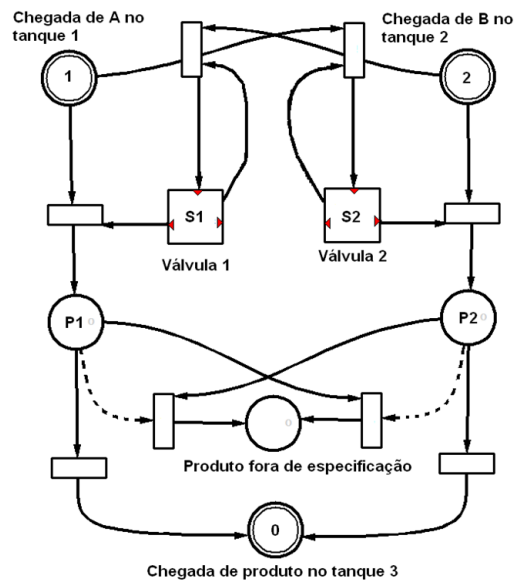 Chegada de A no
tanque 1
Chegada de B no
tanque 2
1
2
S1
S2
Válvula 1
Válvula 2
P1
P2
Produto fora de especificação
0
Chegada de produto no tanque 3